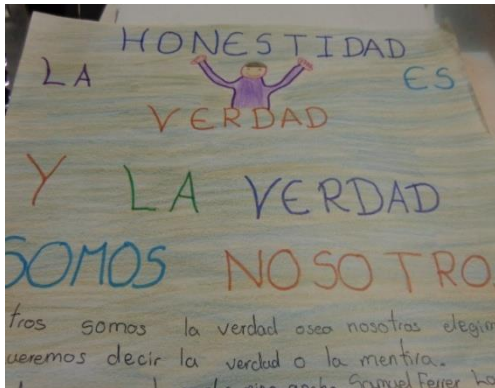 LA HONESTIDAD ES
VERDAD
Y LA VERDAD
SOMOS NOSOTRO
tros somos la verdad osea nosotros elegim
ueremos decir la verdad o la mentira.
Samuel Ferrer